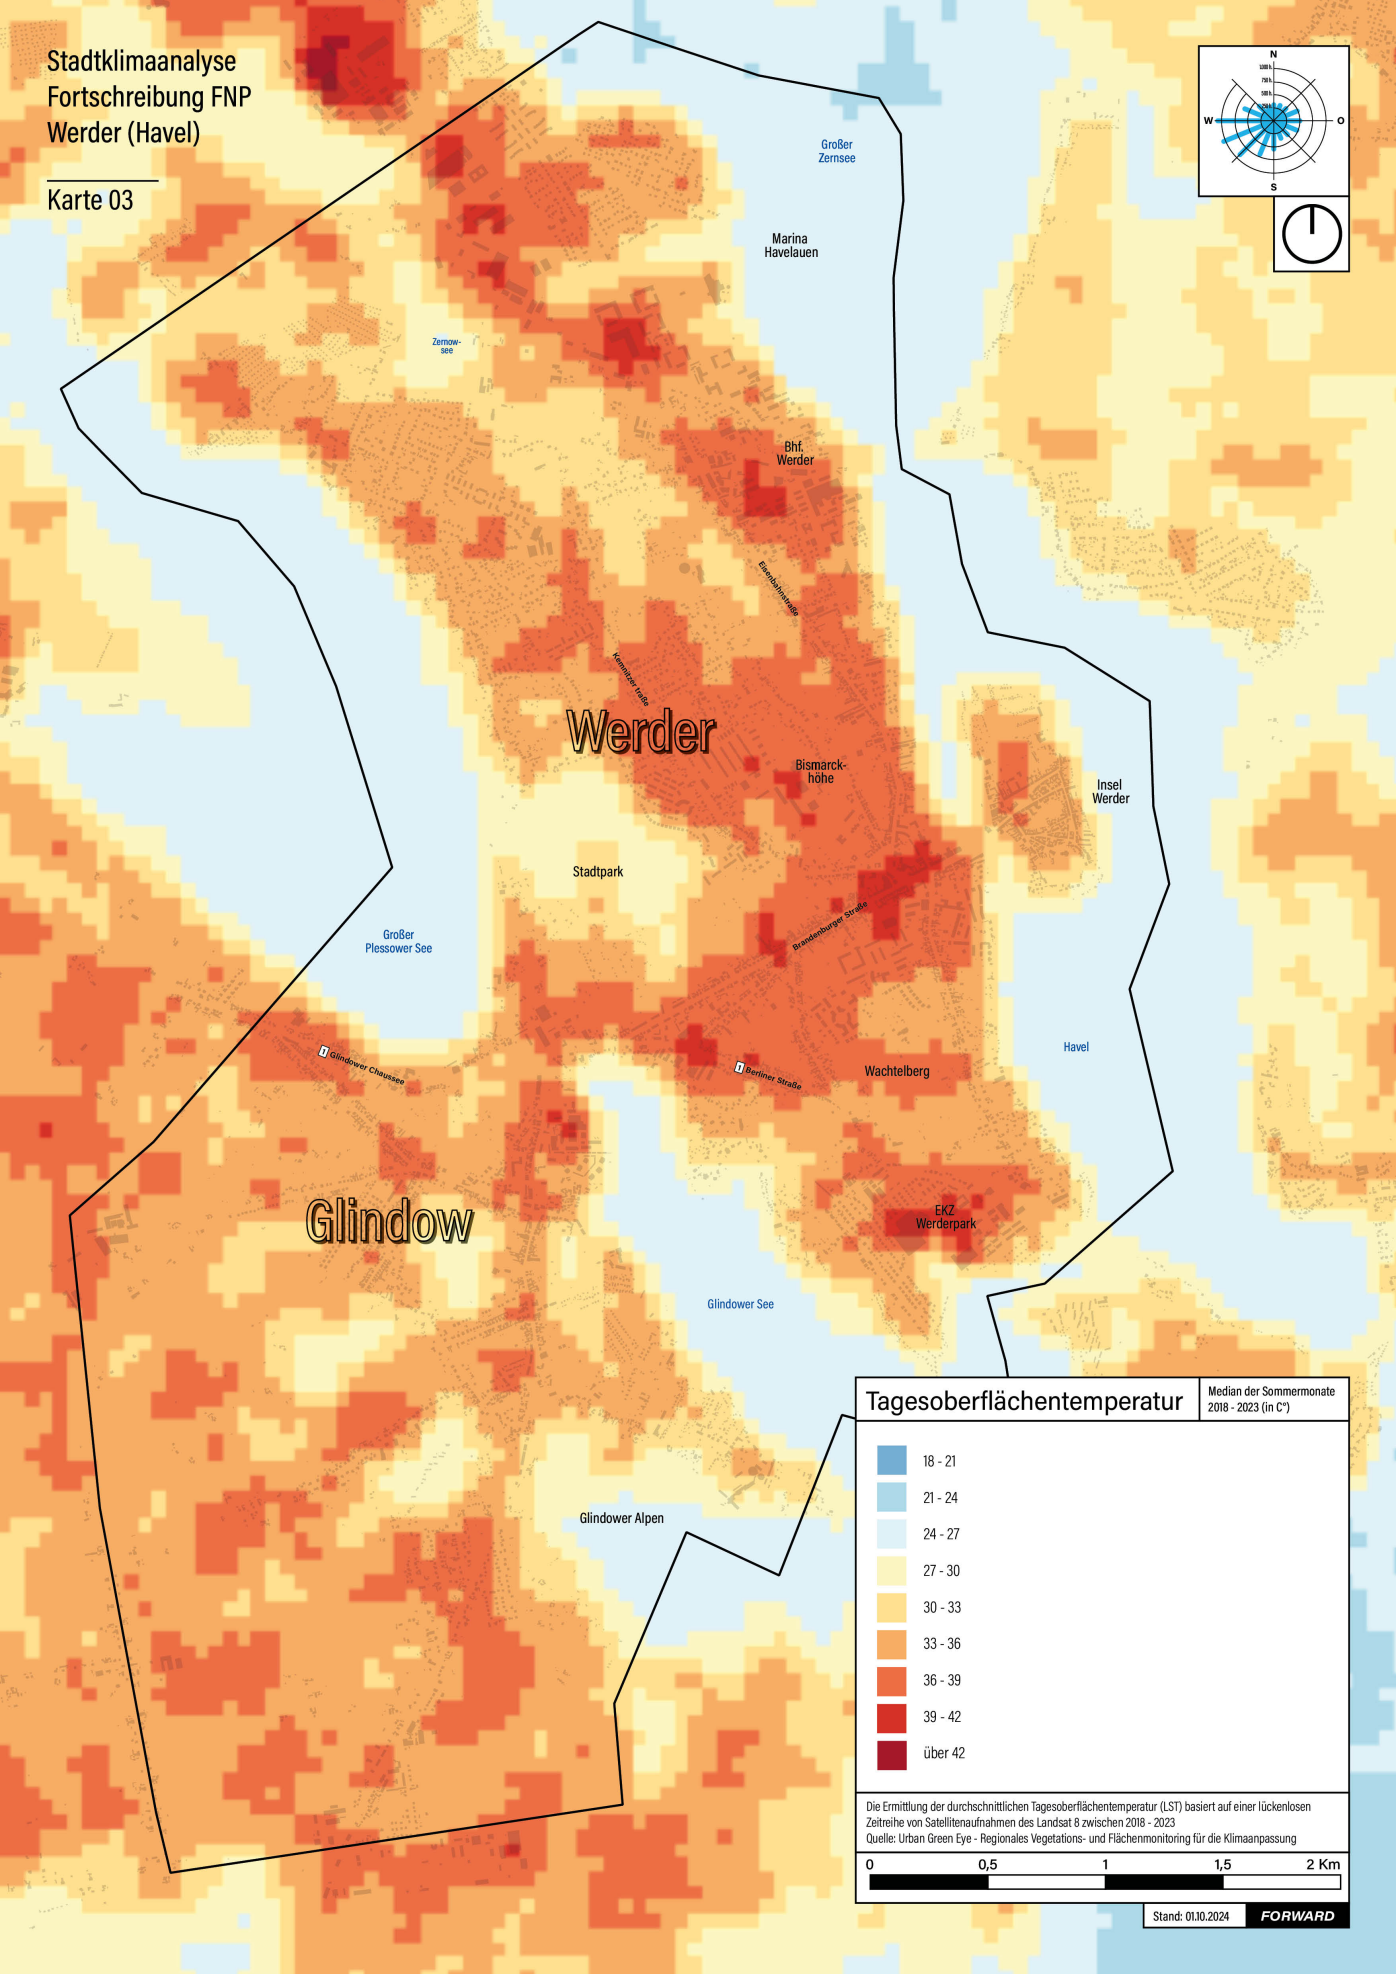 Stadtklimaanalyse
Fortschreibung FNP
Werder (Havel)
Karte 03
N
W
O
S
Großer
Zernsee
Marina
Havelauen
Zernow-
see
Bhf.
Werder
Eisenbahnstraße
Kemnitzer traße
Werder
Bismarck-
höhe
Insel
Werder
Stadtpark
Brandenburger Straße
Großer
Plessower See
Havel
1 Glindower Chaussee
1 Berliner Straße
Wachtelberg
Glindow
EKZ
Werderpark
Glindower See
Glindower Alpen
Tagesoberflächentemperatur
Median der Sommermonate
2018 - 2023 (in C°)
18 - 21
21 - 24
24 - 27
27 - 30
30 - 33
33 - 36
36 - 39
39 - 42
über 42
Die Ermittlung der durchschnittlichen Tagesoberflächentemperatur (LST) basiert auf einer lückenlosen
Zeitreihe von Satellitenaufnahmen des Landsat 8 zwischen 2018 - 2023
Quelle: Urban Green Eye - Regionales Vegetations- und Flächenmonitoring für die Klimaanpassung
0 0,5 1 1,5 2 Km
Stand: 01.10.2024
FORWARD